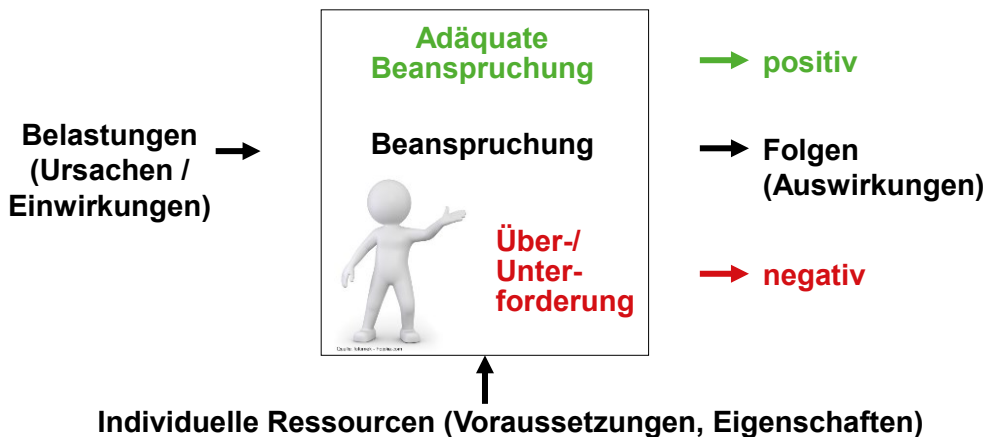 Adäquate
Beanspruchung
positiv
Belastungen
(Ursachen /
Einwirkungen)
Beanspruchung
Folgen
(Auswirkungen)
Über-/
Unter-
forderung
negativ
Individuelle Ressourcen (Voraussetzungen, Eigenschaften)